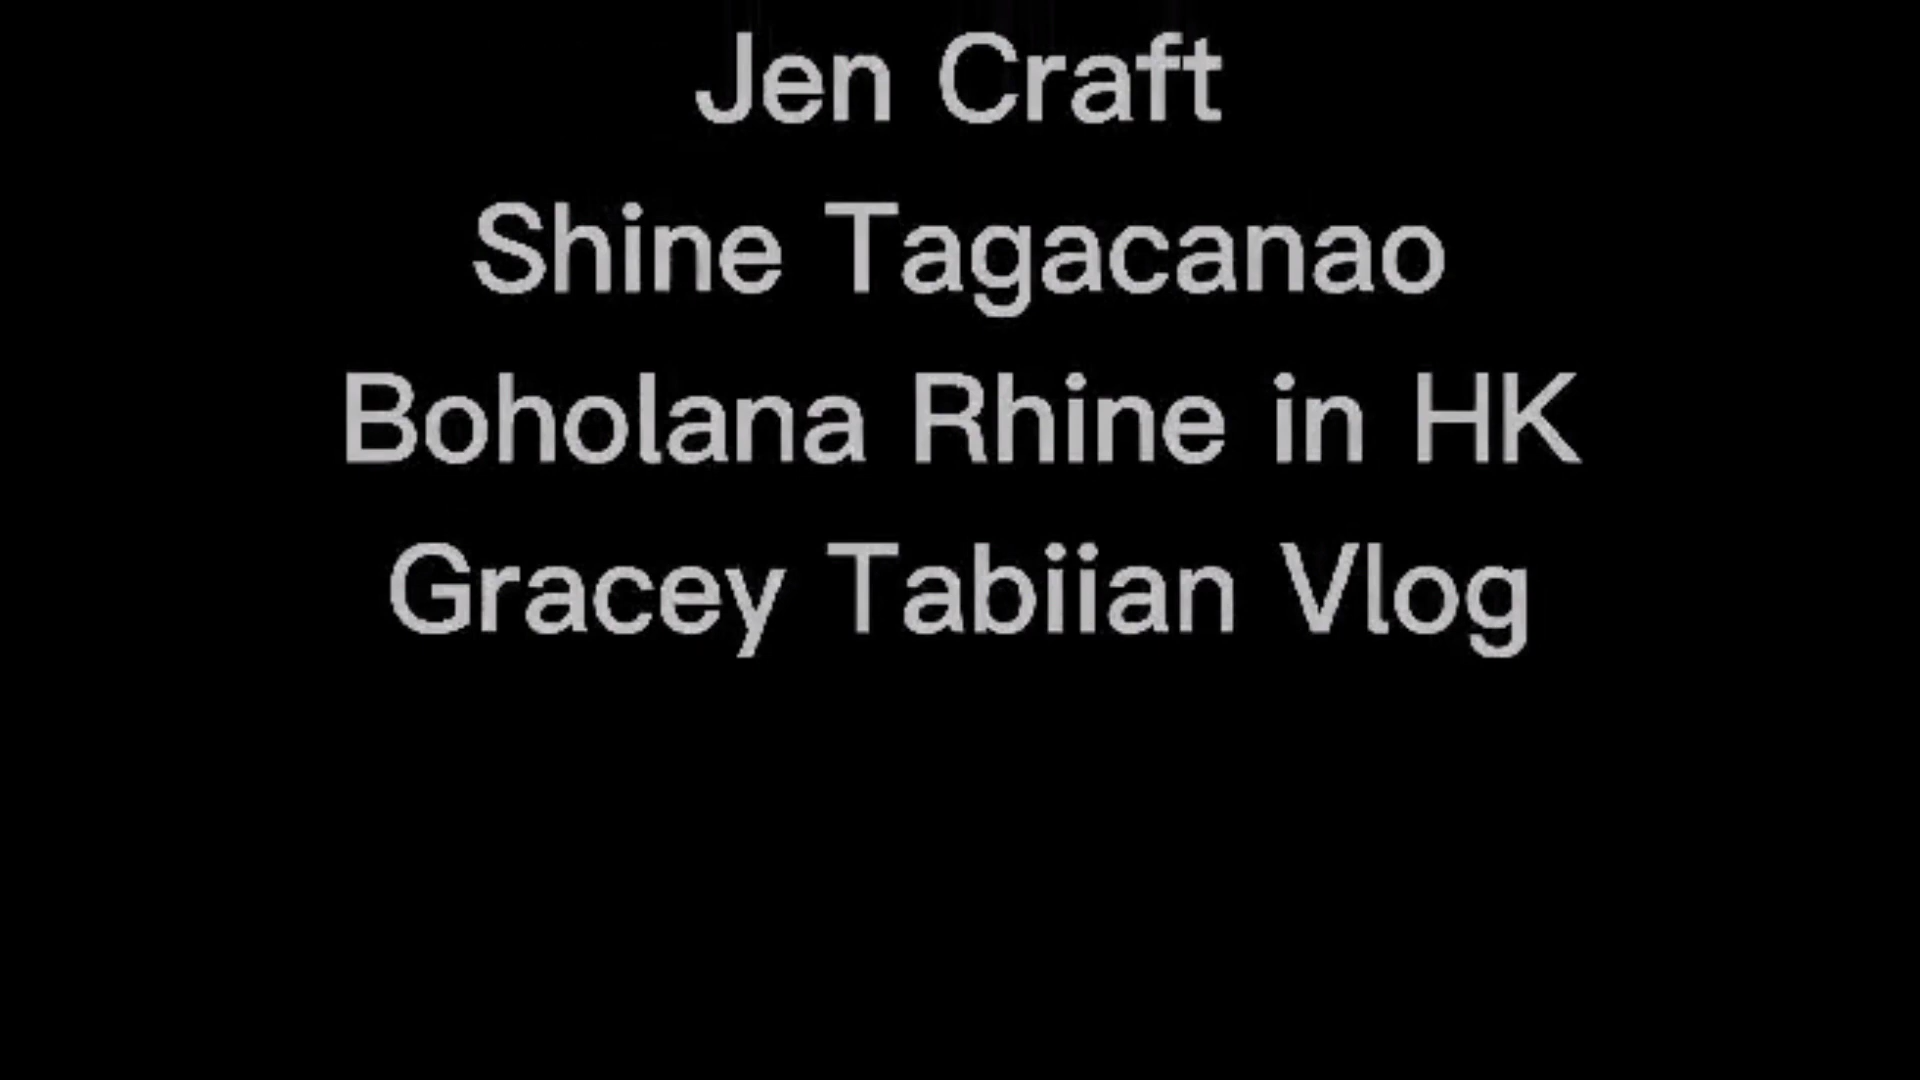 Jen Craft
Shine Tagacanao
Boholana Rhine in HK
Gracey Tabiian Vlog